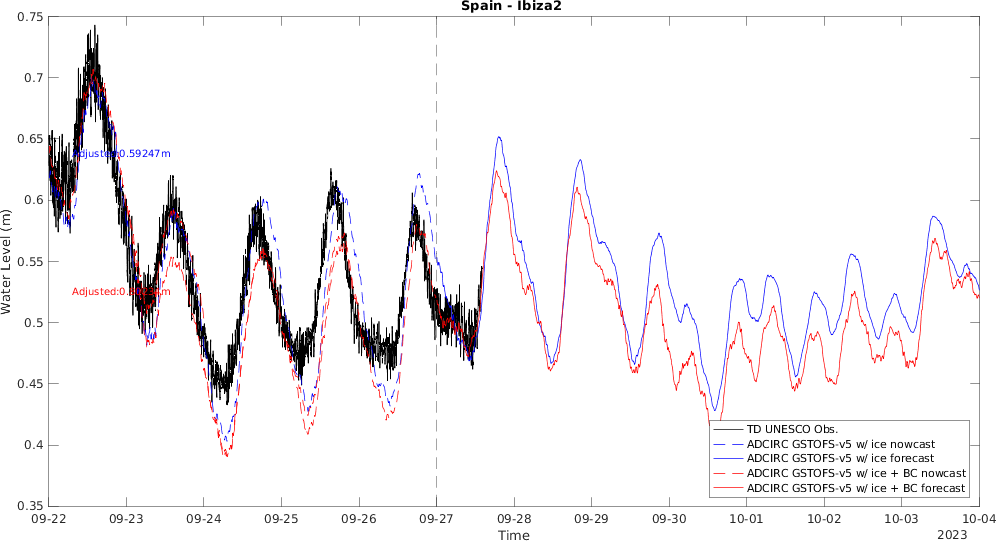 Spain - Ibiza2
0.75
0.7
0.65
0.6
0.55
0.5
0.45
0.4
0.35
Water Level (m)
Adjusted:0.59247m
TD UNESCO Obs.
ADCIRC GSTOFS-v5 w/ ice nowcast
ADCIRC GSTOFS-v5 w/ ice forecast
ADCIRC GSTOFS-v5 w/ ice + BC nowcast
ADCIRC GSTOFS-v5 w/ ice + BC forecast
09-22 09-23 09-24 09-25 09-26 09-27 09-28 09-29 09-30 10-01 10-02 10-03 10-04
Time
2023